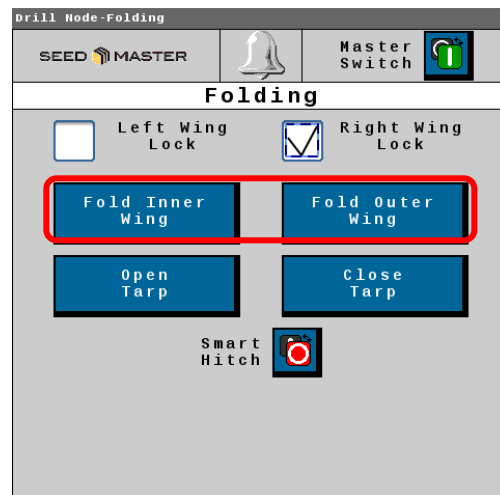 Drill Node-Folding
SEED MASTER
Master
Switch
Folding
Left Wing
Lock
Right Wing
Lock
Fold Inner
Wing
Fold Outer
Wing
Open
Tarp
Close
Tarp
Smart
Hitch